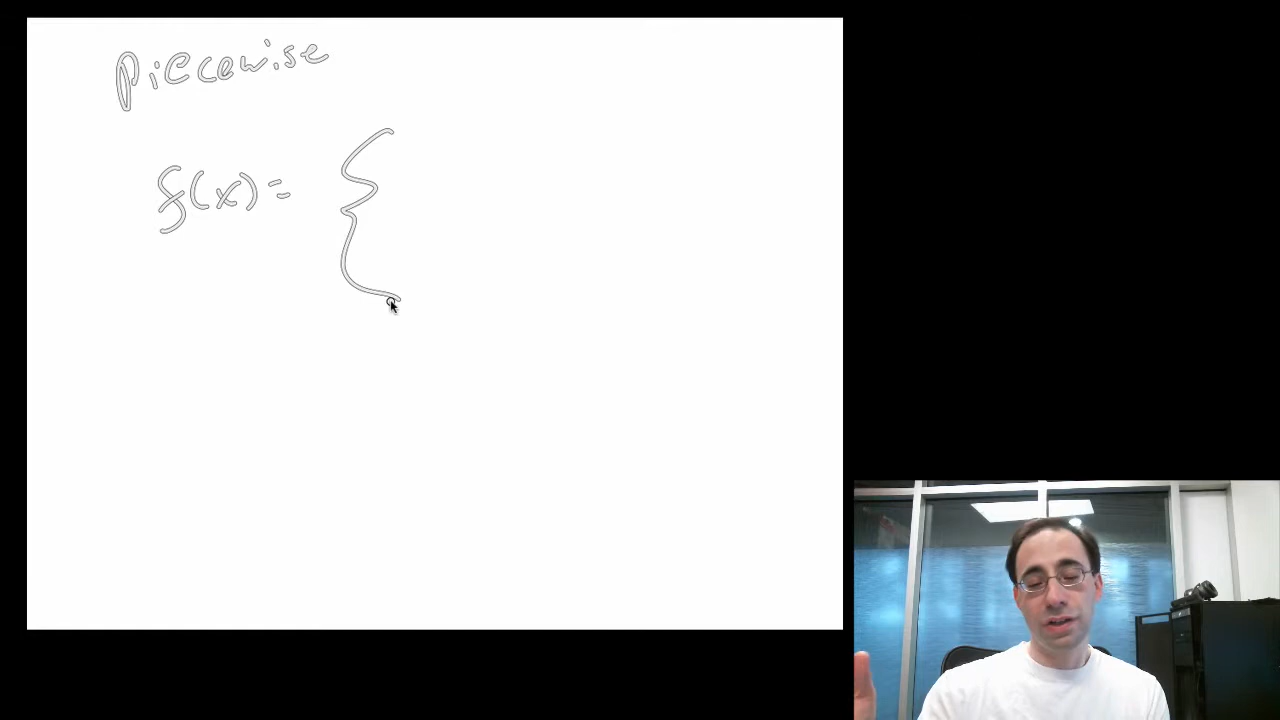 piecewise
f(x) = {